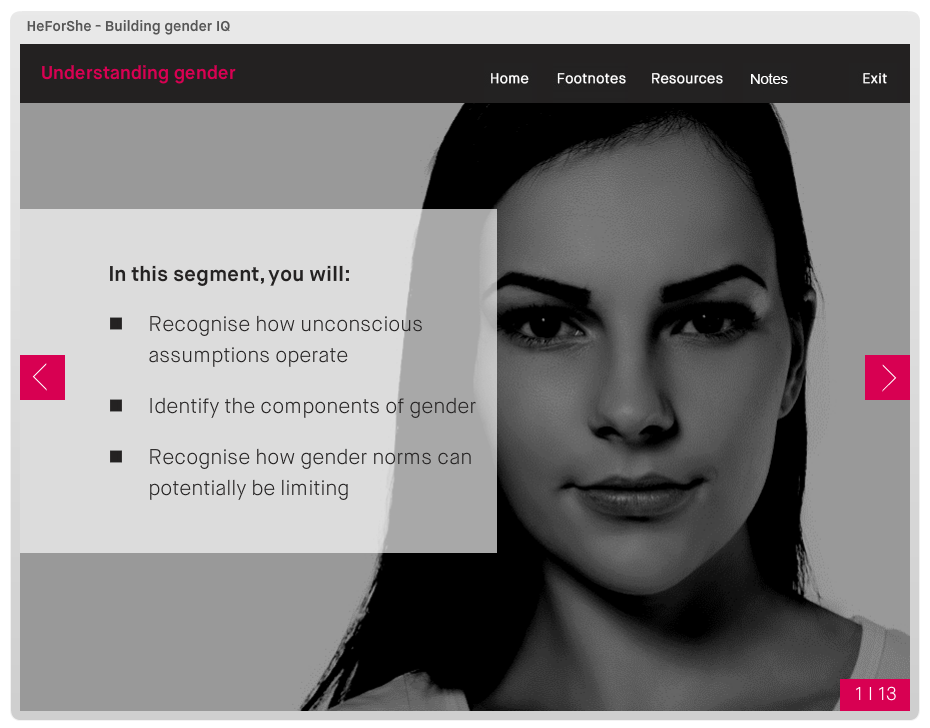 HeForShe - Building gender IQ
Understanding gender
Home Footnotes Resources Notes Exit
In this segment, you will:
Recognise how unconscious
assumptions operate
Identify the components of gender
Recognise how gender norms can
potentially be limiting
1 | 13